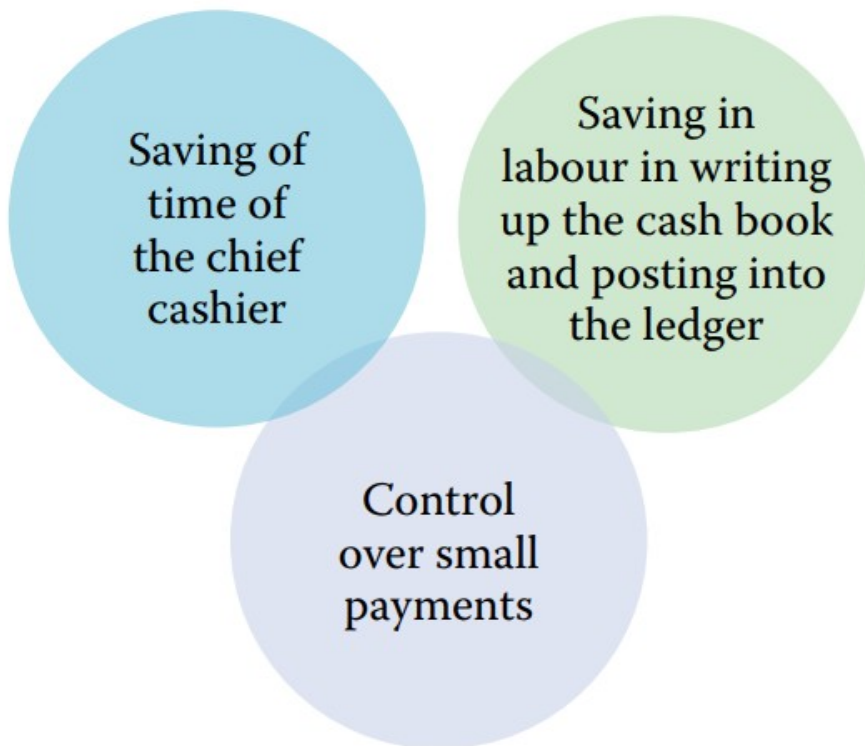 Saving of
time of
the chief
cashier
Saving in
labour in writing
up the cash book
and posting into
the ledger
Control
over small
payments